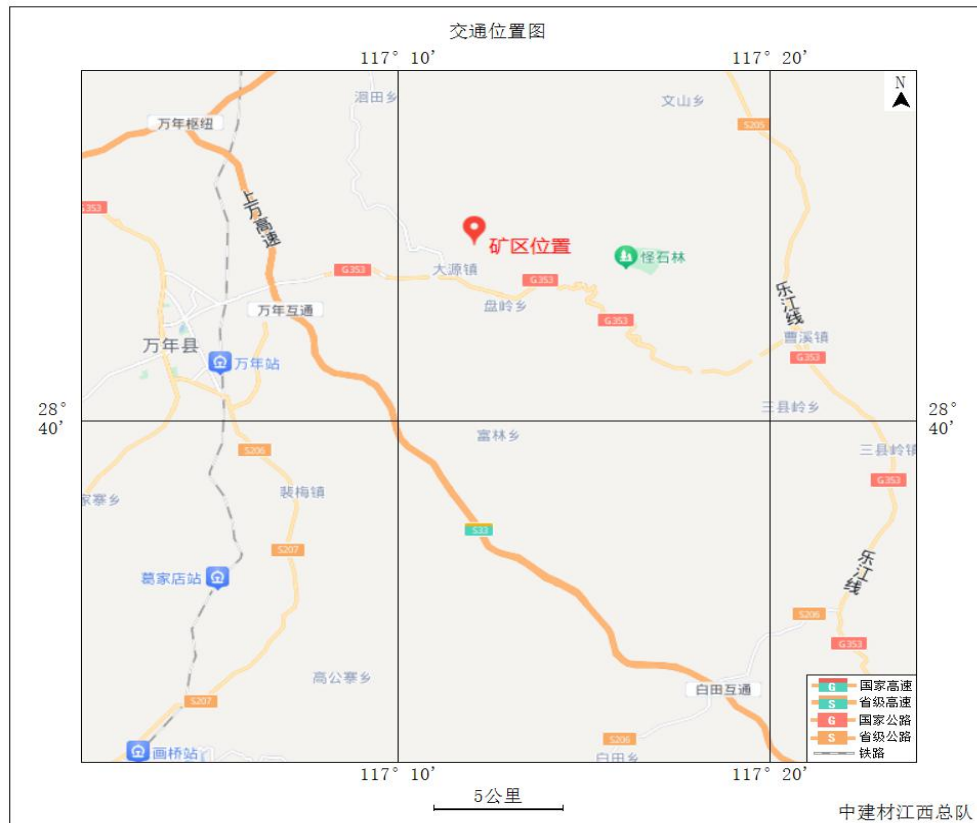 交通位置图
117° 10′
117° 20′
洄田乡
文山乡
N
万年枢纽
S205
上万高速
G353
矿区位置
怪石林
大源镇
G353
G353
盘岭乡
万年互通
G353
乐江线
曹溪镇
万年县
G353
万年站
28°
40′
28°
40′
三县岭乡
富林乡
S206
三县岭镇
G353
裴梅镇
家寨乡
S33
S207
乐江线
葛家店站
S206
G353
高公寨乡
白田互通
S207
S206
画桥站
白田乡
G 国家高速
S 省级高速
G 国家公路
S 省级公路
铁路
117° 10′
117° 20′
5公里
中建材江西总队